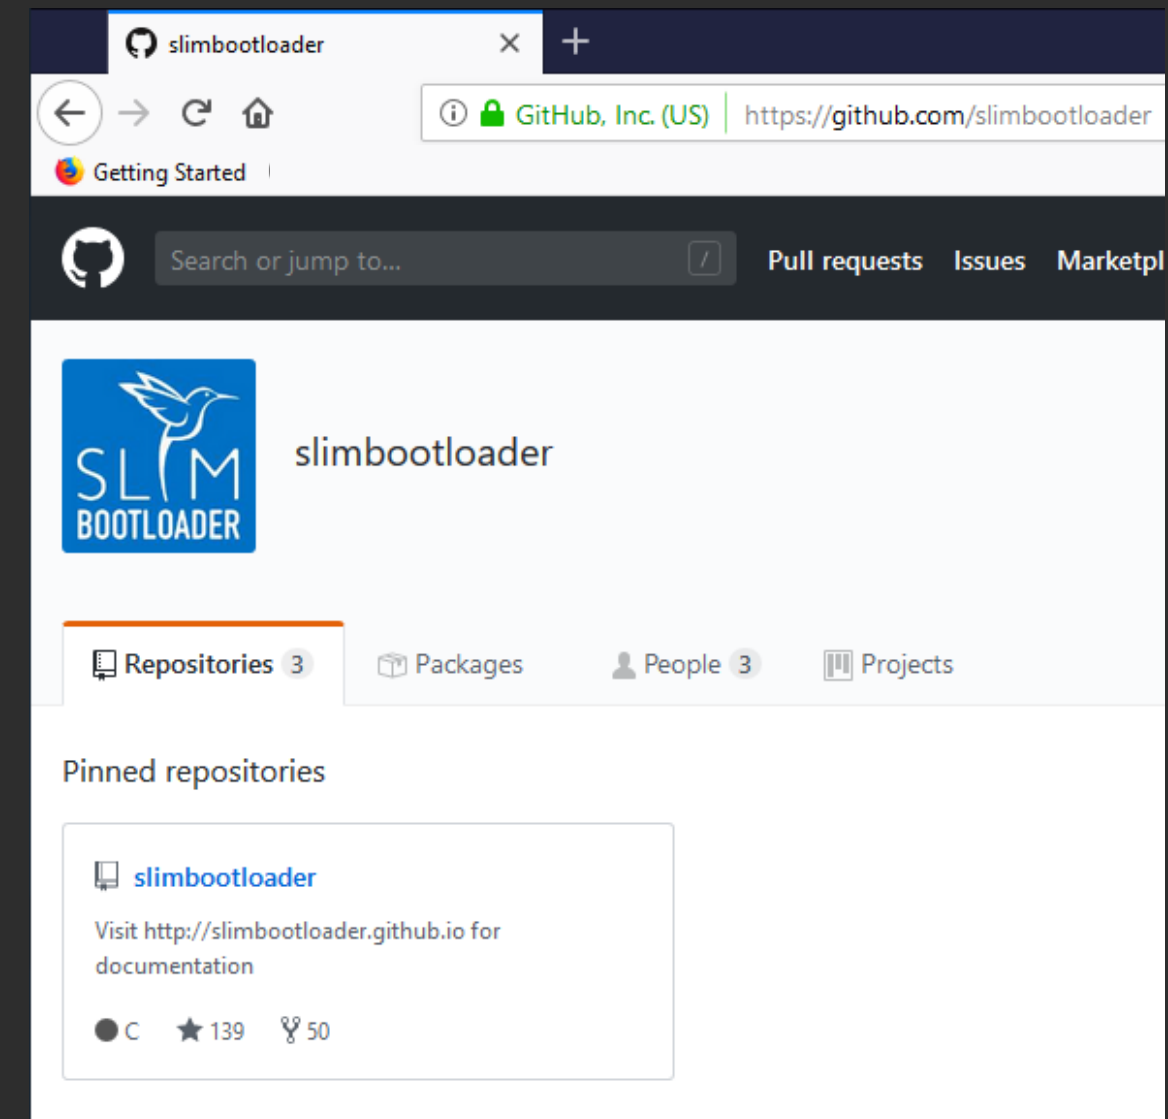 slimbootloader
GitHub, Inc. (US) https://github.com/slimbootloader
Getting Started
Search or jump to... / Pull requests Issues Marketpl
SLIM
BOOTLOADER
slimbootloader
Repositories 3 Packages People 3 Projects
Pinned repositories
slimbootloader
Visit http://slimbootloader.github.io for
documentation
C 139 50